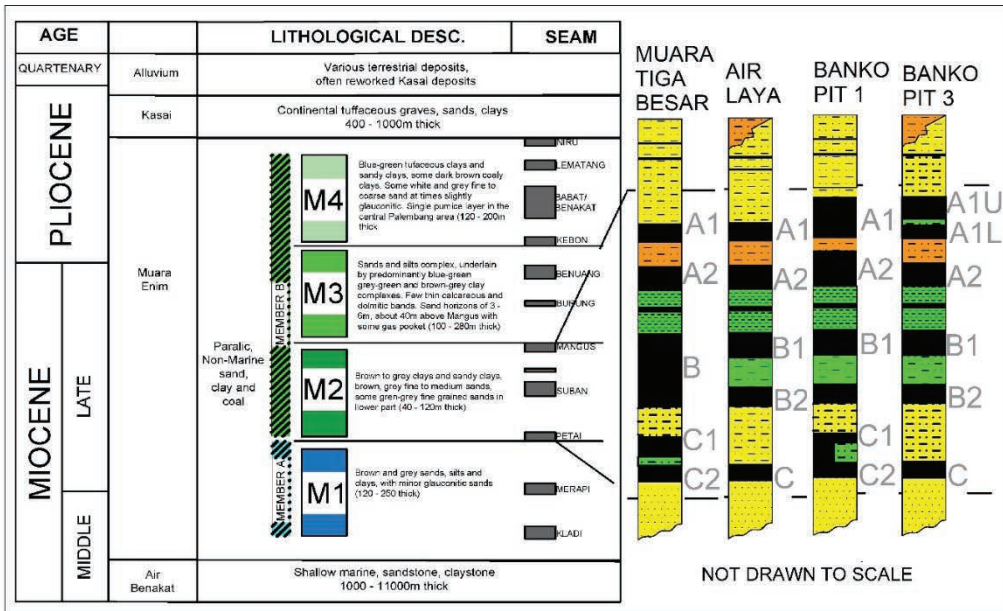 AGE
LITHOLOGICAL DESC.
SEAM
QUARTENARY
Alluvium
Various terrestrial deposits,
often reworked Kasai deposits
PLIOCENE
Kasai
Continental tuffaceous graves, sands, clays
400 - 1000m thick
Muara
Enim
Paralic,
Non-Marine
sand,
clay and
coal
MEMBER B
M4
Blue-green tufaceous clays and
sandy clays, some dark brown coaly
clays. Some white and grey fine to
coarse sand at times slightly
glauconitic. Single pumice layer in the
central Palembang area (120 - 200m
thick
NIRU
LEMATANG
BABAT/
BENAKAT
KEBON
M3
Sands and silts complex, underlain
by predominantly blue-green
grey-green and brown-grey clay
complexes. Few thin calcareous and
dolmitic bands. Sand horizons of 3 -
6m, about 40m above Mangus with
some gas pocket (100 - 280m thick)
BENUANG
BURUNG
MIOCENE
LATE
M2
Brown to grey clays and sandy clays,
brown, grey fine to medium sands,
some gren-grey fine grained sands in
liower part (40 - 120m thick)
MANGUS
SUBAN
PETAI
MEMBER A
M1
Brown and grey sands, silts and
clays, with minor glauconitic sands
(120 - 250 thick)
MERAPI
KLADI
MIDDLE
Air
Benakat
Shallow marine, sandstone, claystone
1000 - 11000m thick
MUARA
TIGA
BESAR
A1
A2
B
C1
C2
AIR
LAYA
A1
A2
B1
B2
C
BANKO
PIT 1
A1
A2
B1
C1
C2
BANKO
PIT 3
A1U
A1L
A2
B1
B2
C
NOT DRAWN TO SCALE